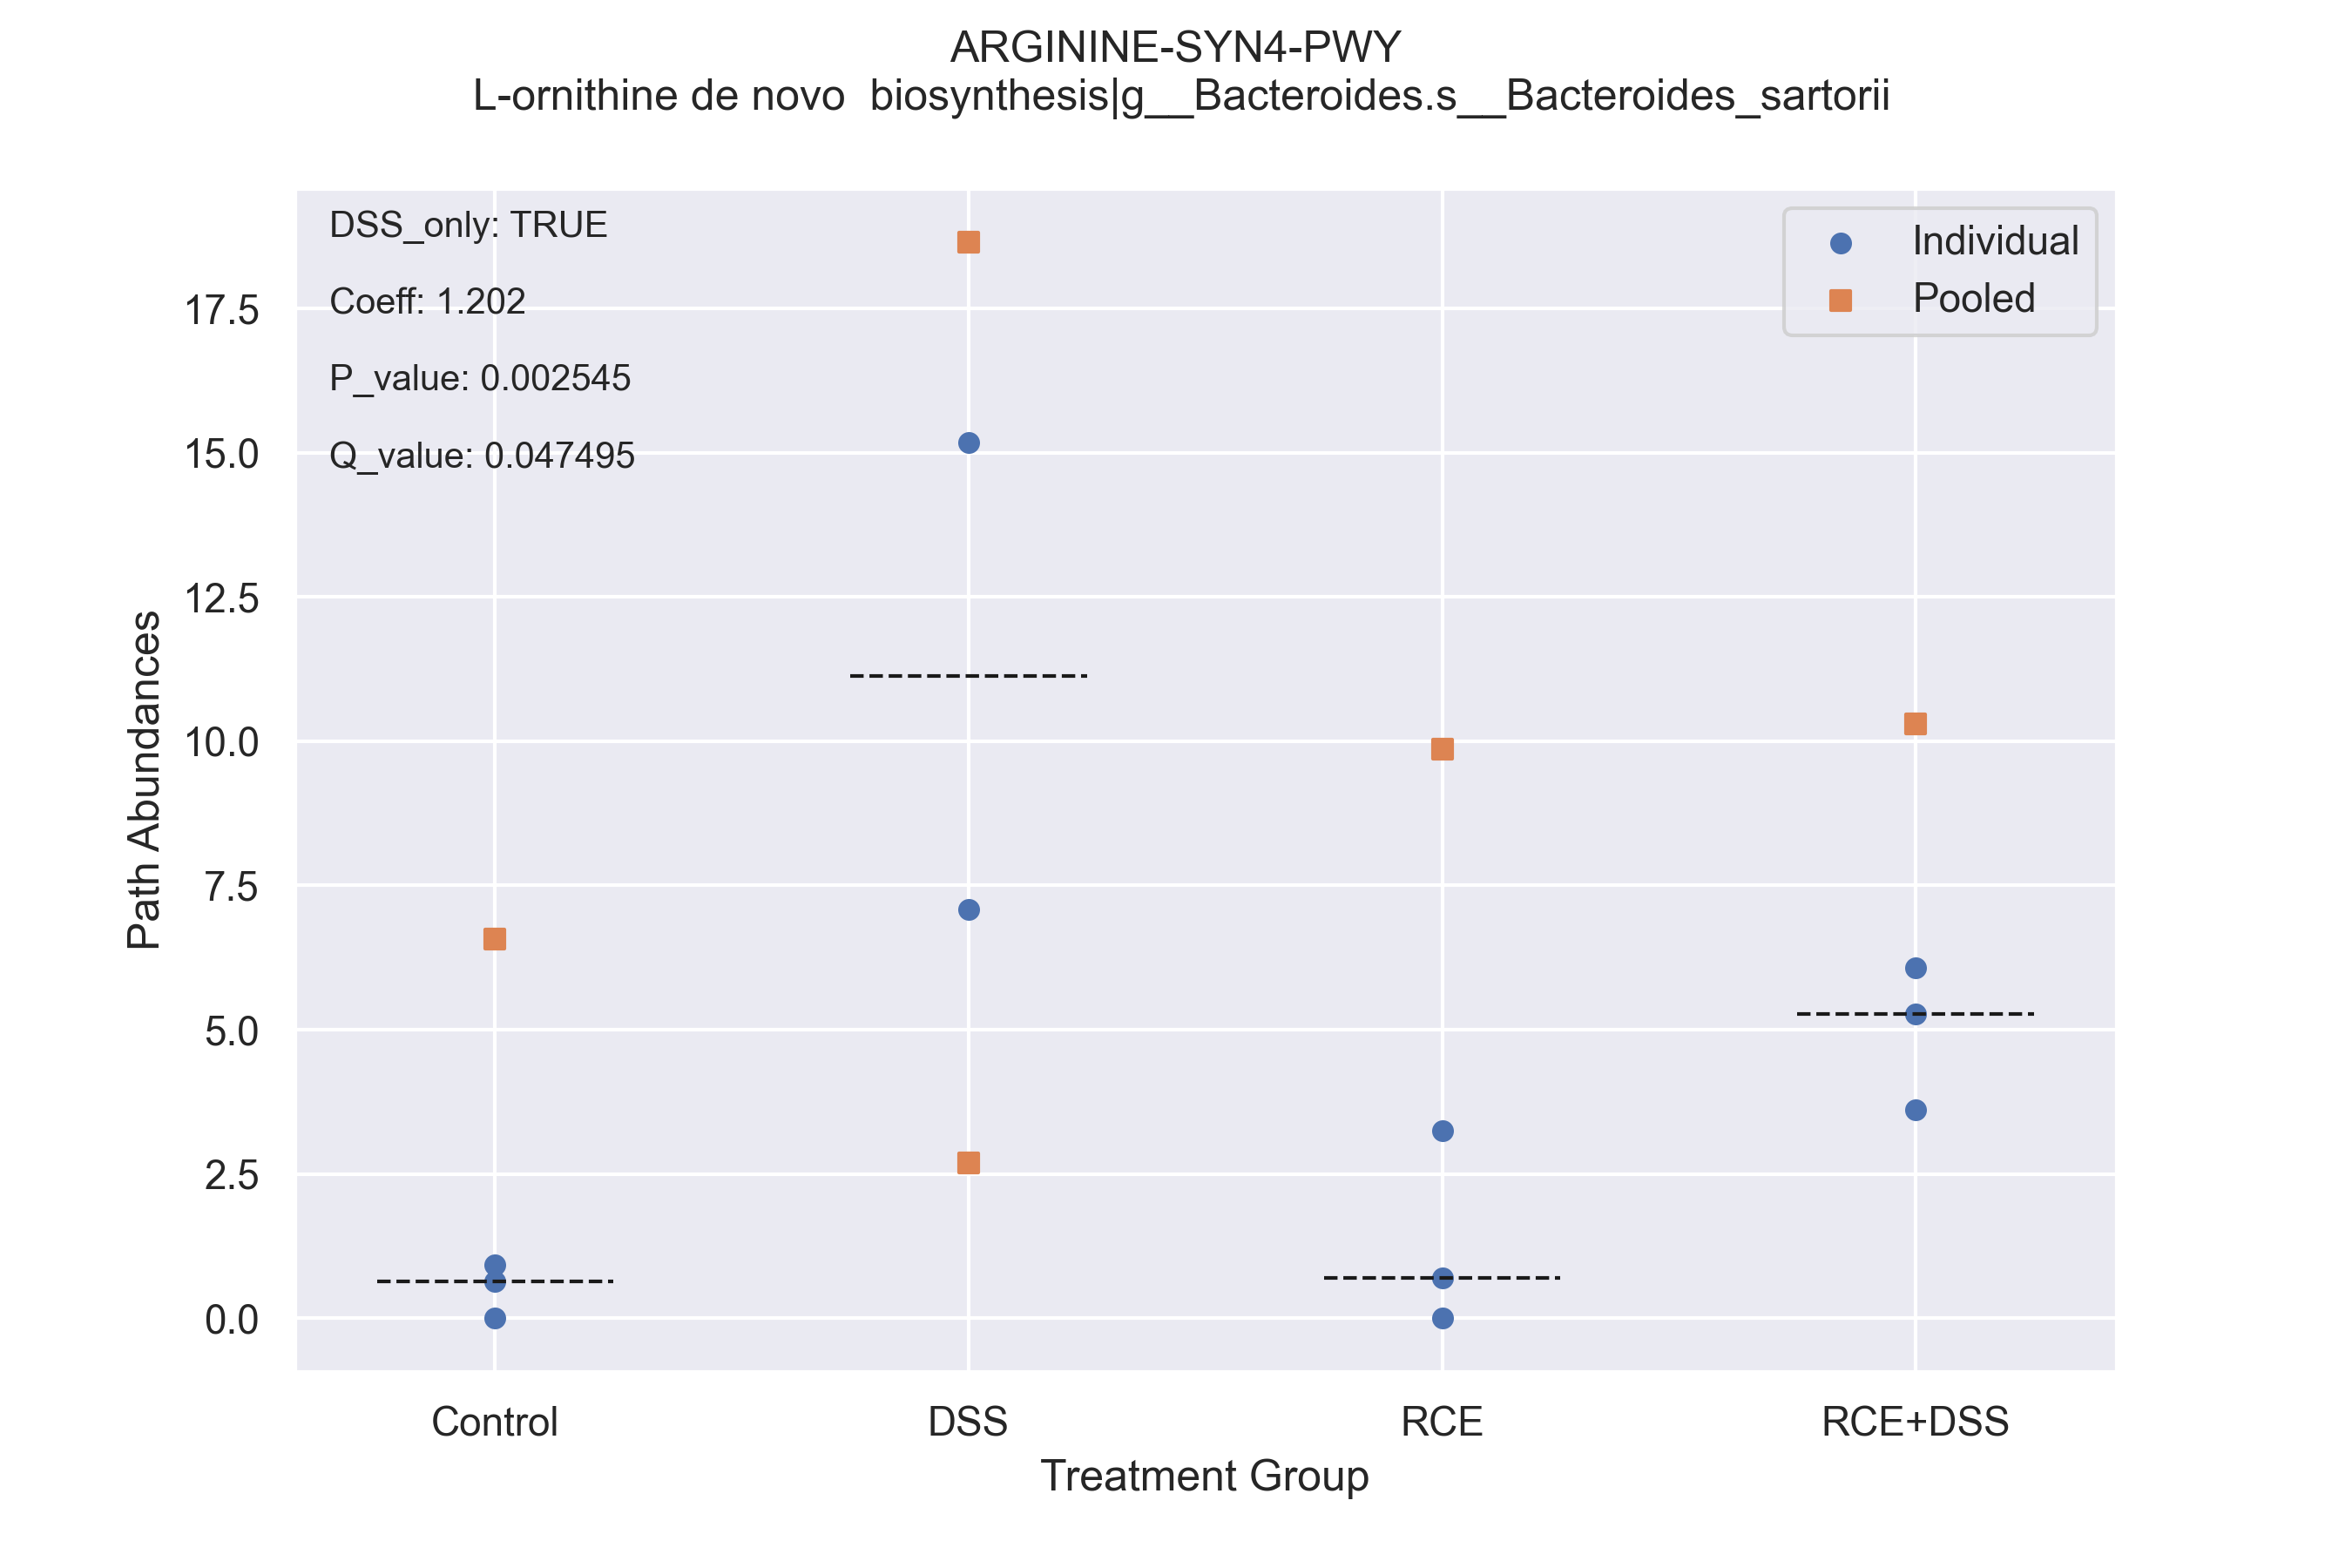 ARGININE-SYN4-PWY
L-ornithine de novo  biosynthesis|g__Bacteroides.s__Bacteroides_sartorii
DSS_only: TRUE
Coeff: 1.202
P_value: 0.002545
Q_value: 0.047495
Individual
Pooled
Path Abundances
17.5
15.0
12.5
10.0
7.5
5.0
2.5
0.0
Control
DSS
RCE
RCE+DSS
Treatment Group